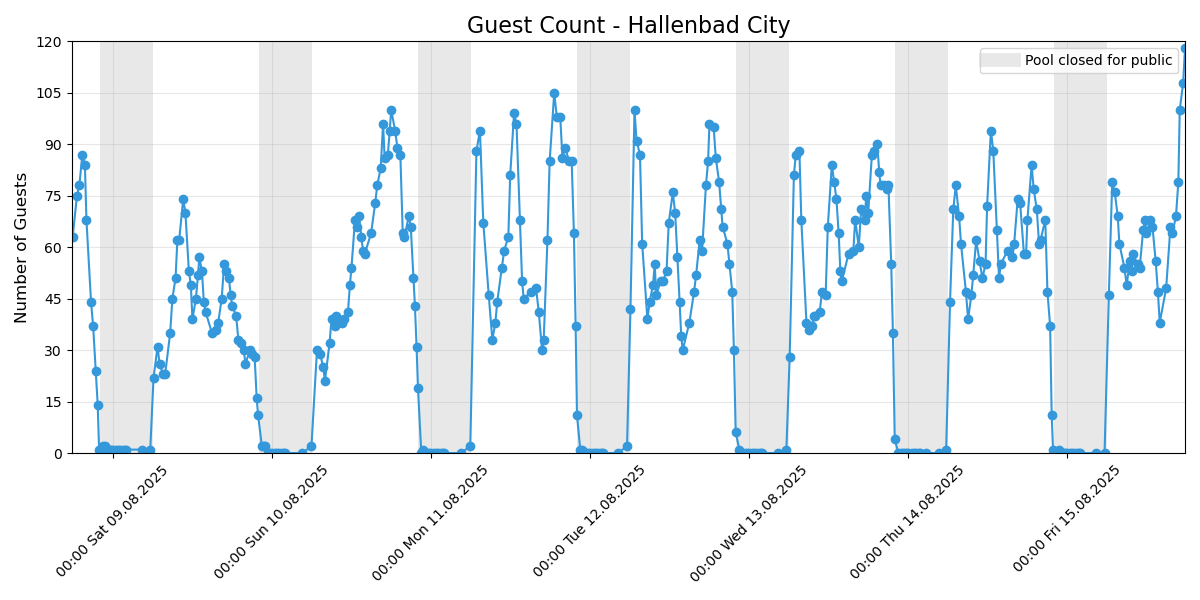 Guest Count - Hallenbad City
Number of Guests
120
105
90
75
60
45
30
15
0
Pool closed for public
00:00 Sat 09.08.2025
00:00 Sun 10.08.2025
00:00 Mon 11.08.2025
00:00 Tue 12.08.2025
00:00 Wed 13.08.2025
00:00 Thu 14.08.2025
00:00 Fri 15.08.2025